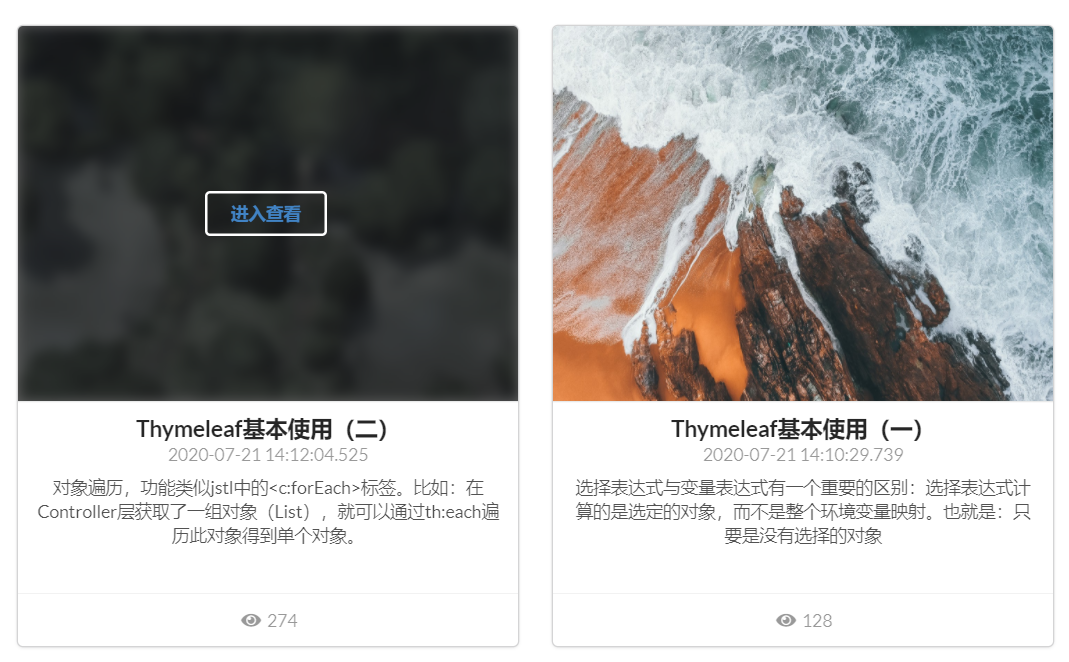 进入查看
Thymeleaf基本使用（二）
2020-07-21 14:12:04.525
对象遍历，功能类似jstl中的<c:forEach>标签。比如：在
Controller层获取了一组对象（List），就可以通过th:each遍
历此对象得到单个对象。
274
Thymeleaf基本使用（一）
2020-07-21 14:10:29.739
选择表达式与变量表达式有一个重要的区别：选择表达式计
算的是选定的对象，而不是整个环境变量映射。也就是：只
要是没有选择的对象
128